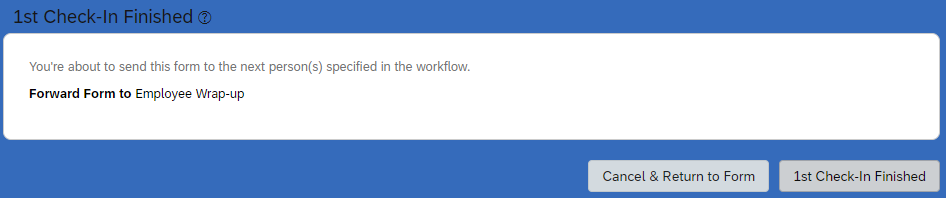 1st Check-In Finished ?
You're about to send this form to the next person(s) specified in the workflow.
Forward Form to Employee Wrap-up
Cancel & Return to Form
1st Check-In Finished